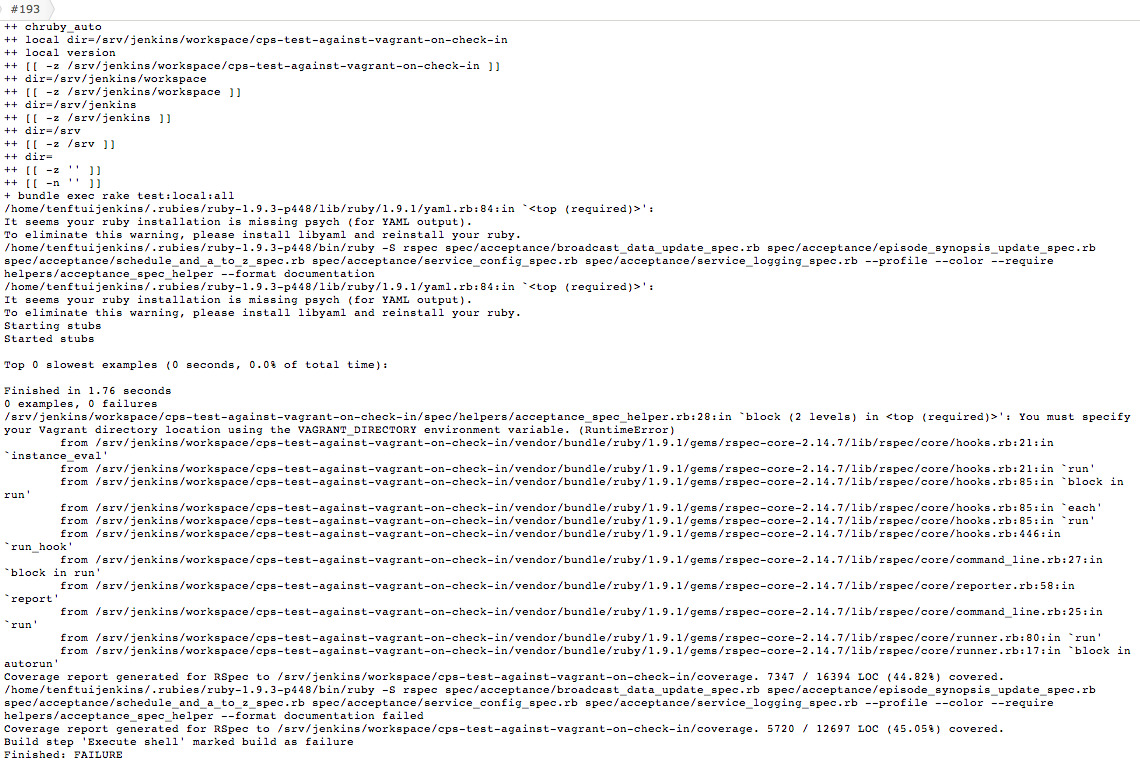 #193
++ chruby_auto
++ local dir=/srv/jenkins/workspace/cps-test-against-vagrant-on-check-in
++ local version
++ [[ -z /srv/jenkins/workspace/cps-test-against-vagrant-on-check-in ]]
++ dir=/srv/jenkins/workspace
++ [[ -z /srv/jenkins/workspace ]]
++ dir=/srv/jenkins
++ [[ -z /srv/jenkins ]]
++ dir=/srv
++ [[ -z /srv ]]
++ dir=
++ [[ -z '' ]]
++ [[ -n '' ]]
+ bundle exec rake test:local:all
/home/tenftuijenkins/.rubies/ruby-1.9.3-p448/lib/ruby/1.9.1/yaml.rb:84:in `<top (required)>':
It seems your ruby installation is missing psych (for YAML output).
To eliminate this warning, please install libyaml and reinstall your ruby.
/home/tenftuijenkins/.rubies/ruby-1.9.3-p448/bin/ruby -S rspec spec/acceptance/broadcast_data_update_spec.rb spec/acceptance/episode_synopsis_update_spec.rb
spec/acceptance/schedule_and_a_to_z_spec.rb spec/acceptance/service_config_spec.rb spec/acceptance/service_logging_spec.rb --profile --color --require
helpers/acceptance_spec_helper --format documentation
/home/tenftuijenkins/.rubies/ruby-1.9.3-p448/lib/ruby/1.9.1/yaml.rb:84:in `<top (required)>':
It seems your ruby installation is missing psych (for YAML output).
To eliminate this warning, please install libyaml and reinstall your ruby.
Starting stubs
Started stubs
Top 0 slowest examples (0 seconds, 0.0% of total time):
Finished in 1.76 seconds
0 examples, 0 failures
/srv/jenkins/workspace/cps-test-against-vagrant-on-check-in/spec/helpers/acceptance_spec_helper.rb:28:in `block (2 levels) in <top (required)>': You must specify
your Vagrant directory location using the VAGRANT_DIRECTORY environment variable. (RuntimeError)
from /srv/jenkins/workspace/cps-test-against-vagrant-on-check-in/vendor/bundle/ruby/1.9.1/gems/rspec-core-2.14.7/lib/rspec/core/hooks.rb:21:in
`instance_eval'
from /srv/jenkins/workspace/cps-test-against-vagrant-on-check-in/vendor/bundle/ruby/1.9.1/gems/rspec-core-2.14.7/lib/rspec/core/hooks.rb:21:in `run'
from /srv/jenkins/workspace/cps-test-against-vagrant-on-check-in/vendor/bundle/ruby/1.9.1/gems/rspec-core-2.14.7/lib/rspec/core/hooks.rb:85:in `block in
run'
from /srv/jenkins/workspace/cps-test-against-vagrant-on-check-in/vendor/bundle/ruby/1.9.1/gems/rspec-core-2.14.7/lib/rspec/core/hooks.rb:85:in `each'
from /srv/jenkins/workspace/cps-test-against-vagrant-on-check-in/vendor/bundle/ruby/1.9.1/gems/rspec-core-2.14.7/lib/rspec/core/hooks.rb:85:in `run'
from /srv/jenkins/workspace/cps-test-against-vagrant-on-check-in/vendor/bundle/ruby/1.9.1/gems/rspec-core-2.14.7/lib/rspec/core/hooks.rb:446:in
`run_hook'
from /srv/jenkins/workspace/cps-test-against-vagrant-on-check-in/vendor/bundle/ruby/1.9.1/gems/rspec-core-2.14.7/lib/rspec/core/command_line.rb:27:in
`block in run'
from /srv/jenkins/workspace/cps-test-against-vagrant-on-check-in/vendor/bundle/ruby/1.9.1/gems/rspec-core-2.14.7/lib/rspec/core/reporter.rb:58:in
`report'
from /srv/jenkins/workspace/cps-test-against-vagrant-on-check-in/vendor/bundle/ruby/1.9.1/gems/rspec-core-2.14.7/lib/rspec/core/command_line.rb:25:in
`run'
from /srv/jenkins/workspace/cps-test-against-vagrant-on-check-in/vendor/bundle/ruby/1.9.1/gems/rspec-core-2.14.7/lib/rspec/core/runner.rb:80:in `run'
from /srv/jenkins/workspace/cps-test-against-vagrant-on-check-in/vendor/bundle/ruby/1.9.1/gems/rspec-core-2.14.7/lib/rspec/core/runner.rb:17:in `block in
autorun'
Coverage report generated for RSpec to /srv/jenkins/workspace/cps-test-against-vagrant-on-check-in/coverage. 7347 / 16394 LOC (44.82%) covered.
/home/tenftuijenkins/.rubies/ruby-1.9.3-p448/bin/ruby -S rspec spec/acceptance/broadcast_data_update_spec.rb spec/acceptance/episode_synopsis_update_spec.rb
spec/acceptance/schedule_and_a_to_z_spec.rb spec/acceptance/service_config_spec.rb spec/acceptance/service_logging_spec.rb --profile --color --require
helpers/acceptance_spec_helper --format documentation failed
Coverage report generated for RSpec to /srv/jenkins/workspace/cps-test-against-vagrant-on-check-in/coverage. 5720 / 12697 LOC (45.05%) covered.
Build step 'Execute shell' marked build as failure
Finished: FAILURE